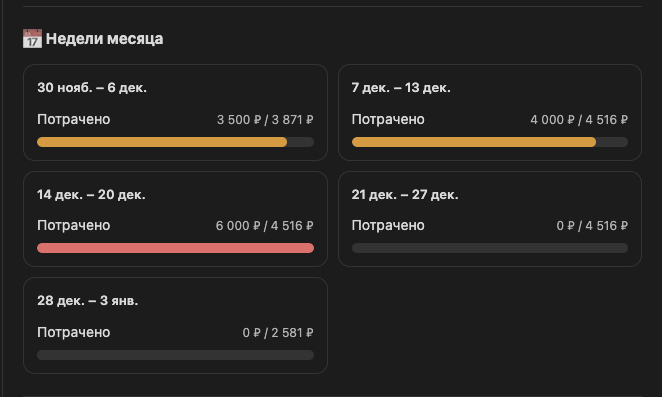 17 Недели месяца
30 нояб. – 6 дек.
Потрачено 3 500 ₽ / 3 871 ₽
7 дек. – 13 дек.
Потрачено 4 000 ₽ / 4 516 ₽
14 дек. – 20 дек.
Потрачено 6 000 ₽ / 4 516 ₽
21 дек. – 27 дек.
Потрачено 0 ₽ / 4 516 ₽
28 дек. – 3 янв.
Потрачено 0 ₽ / 2 581 ₽